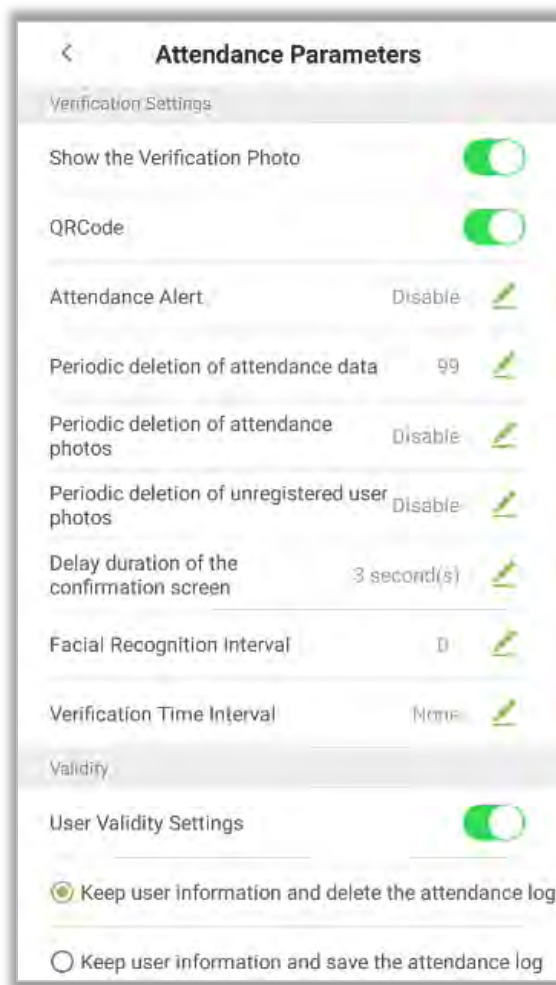 Attendance Parameters
Verification Settings
Show the Verification Photo
QRCode
Attendance Alert Disable
Periodic deletion of attendance data 99
Periodic deletion of attendance
photos Disable
Periodic deletion of unregistered user
photos Disable
Delay duration of the
confirmation screen 3 second(s)
Facial Recognition Interval
Verification Time Interval None
Validity
User Validity Settings
Keep user information and delete the attendance log
Keep user information and save the attendance log